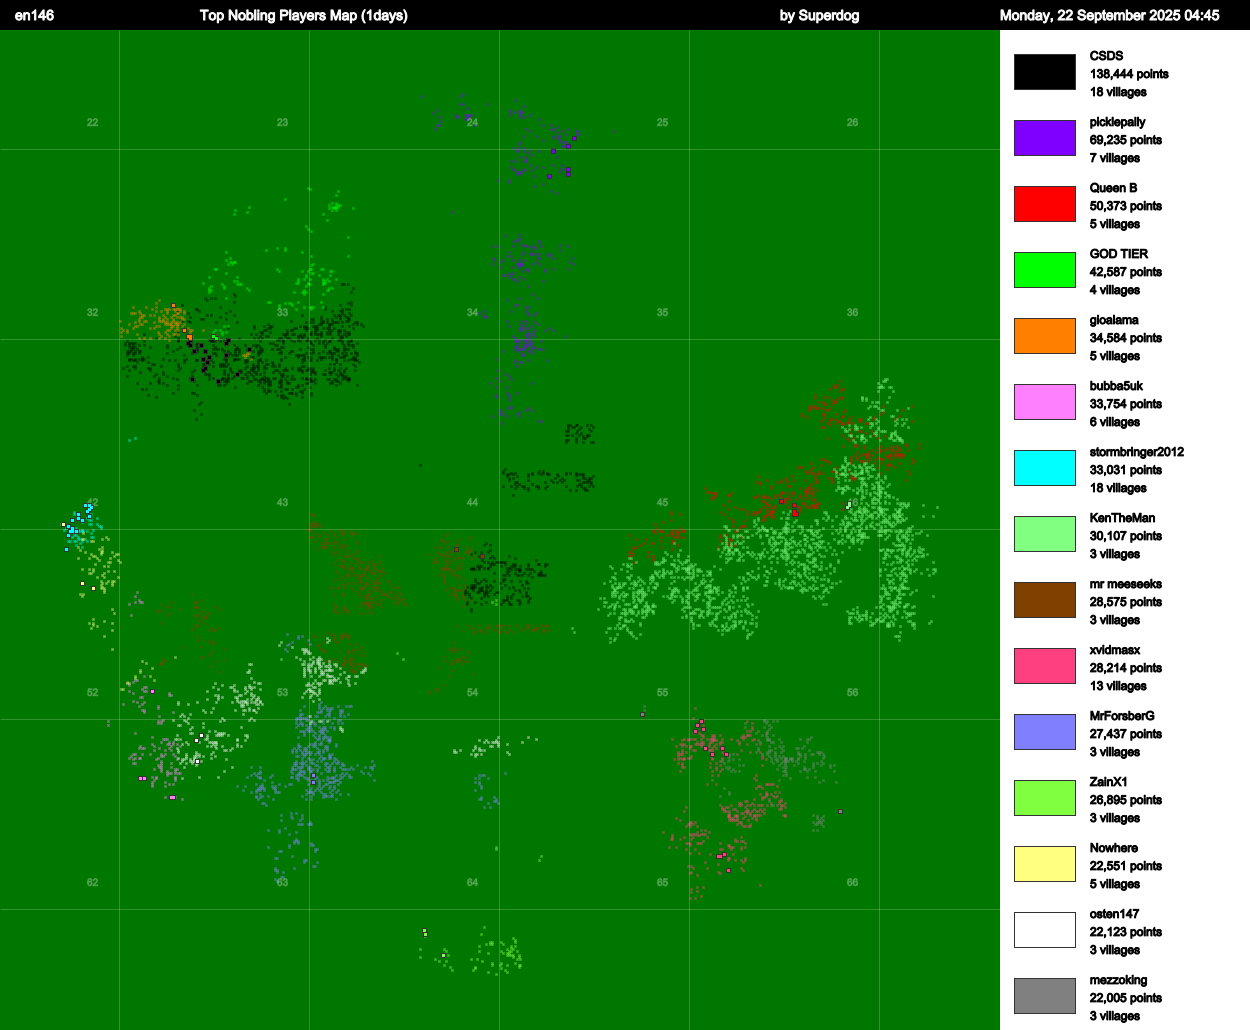 en146 Top Nobling Players Map (1days) by Superdog Monday, 22 September 2025 04:45
CSDS
138,444 points
18 villages
picklepally
69,235 points
7 villages
Queen B
50,373 points
5 villages
GOD TIER
42,587 points
4 villages
gioalama
34,584 points
5 villages
bubba5uk
33,754 points
6 villages
stormbringer2012
33,031 points
18 villages
KenTheMan
30,107 points
3 villages
mr meeseeks
28,575 points
3 villages
xvidmasx
28,214 points
13 villages
MrForsberG
27,437 points
3 villages
ZainX1
26,895 points
3 villages
Nowhere
22,551 points
5 villages
osten147
22,123 points
3 villages
mezzoking
22,005 points
3 villages
22 23 24 25 26
32 33 34 35 36
42 43 44 45
52 53 54 55 56
62 63 64 65 66